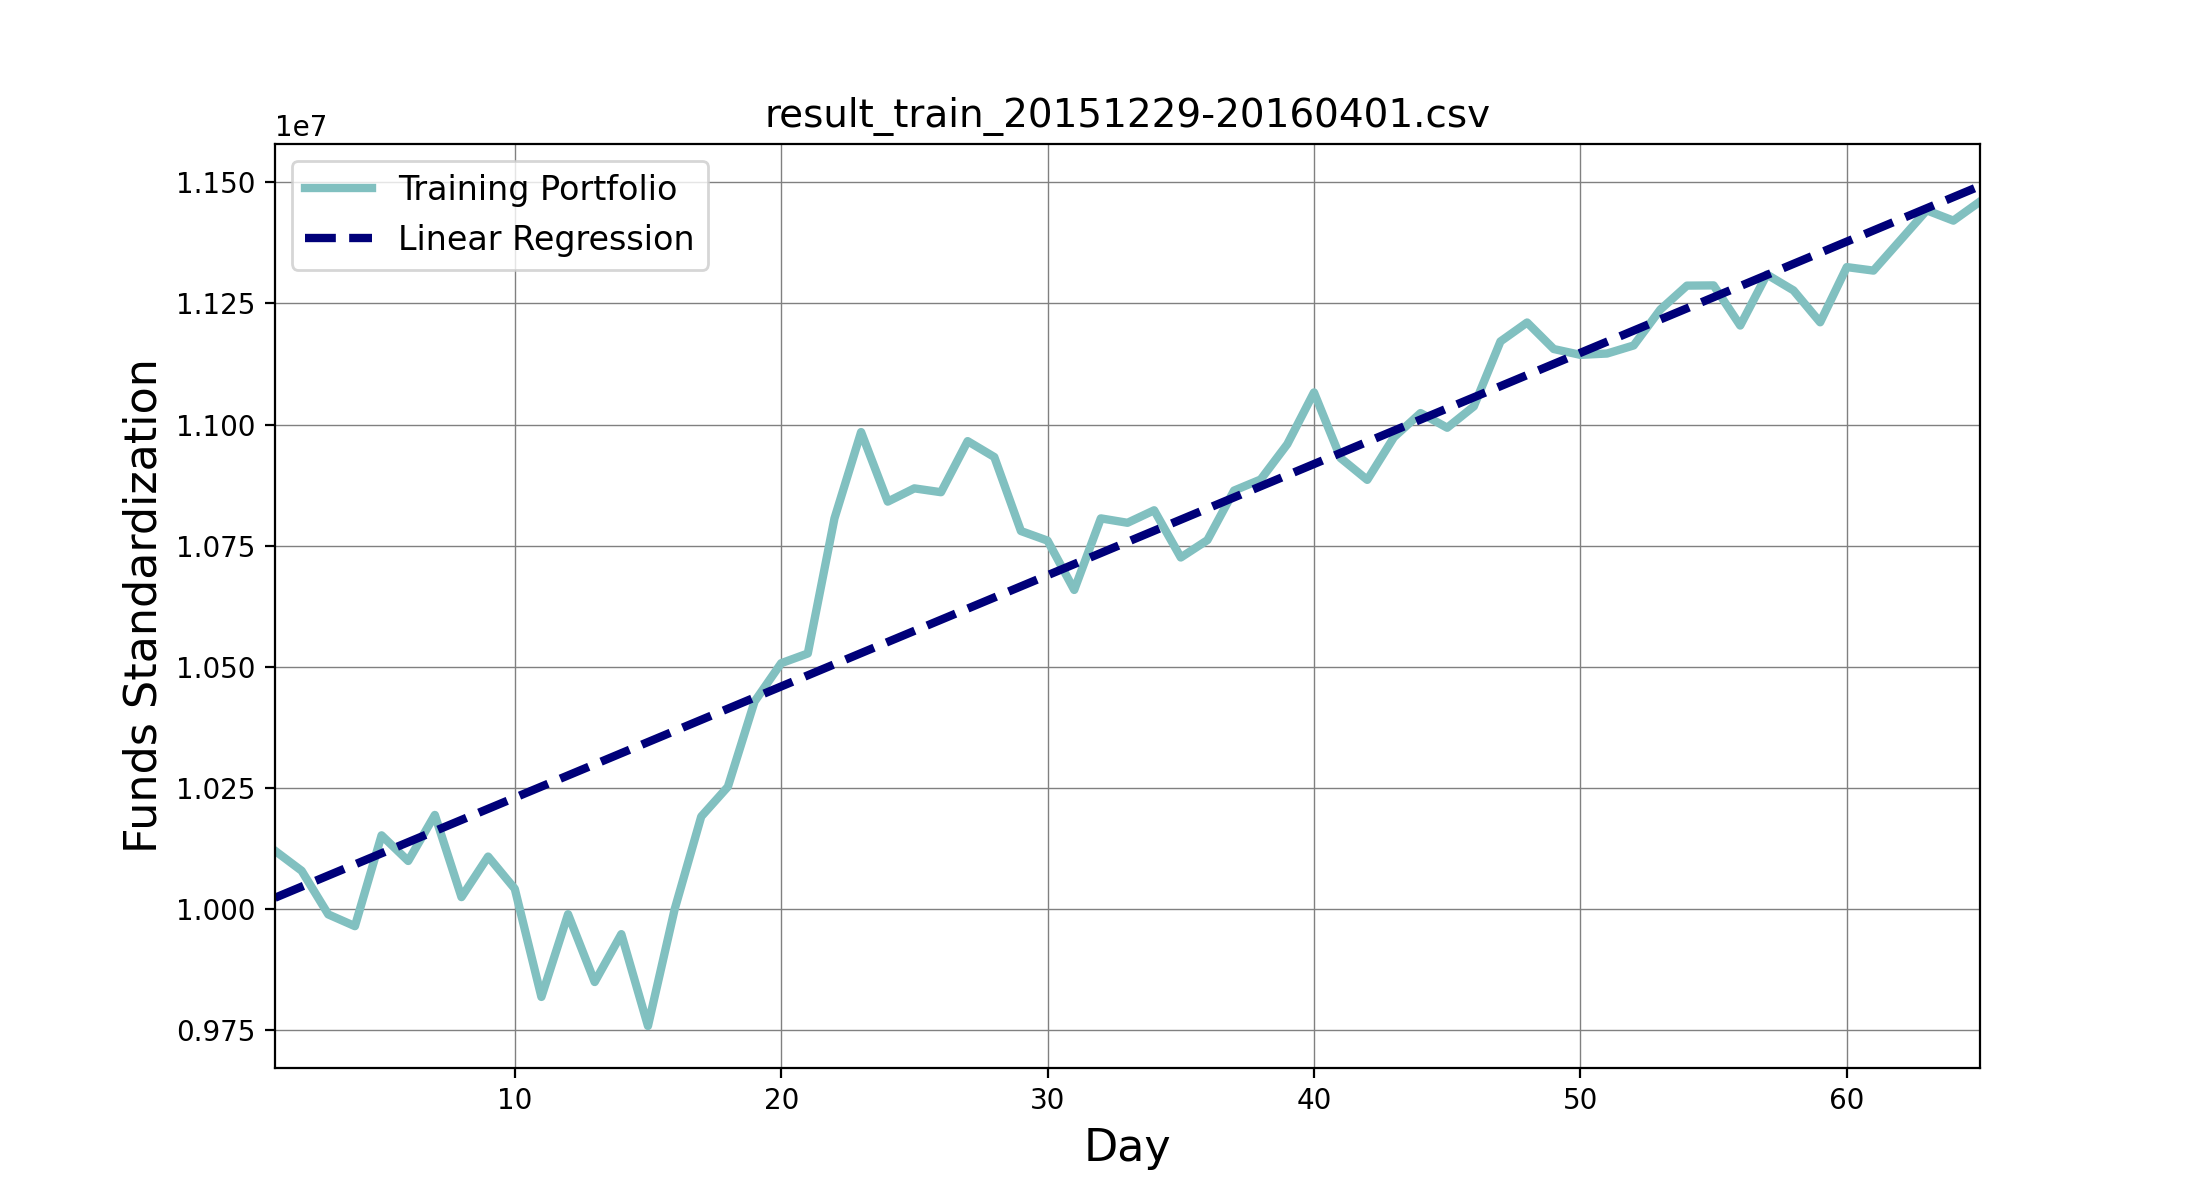 result_train_20151229-20160401.csv
1e7
Training Portfolio
Linear Regression
1.150
1.125
1.100
1.075
1.050
1.025
1.000
0.975
Funds Standardization
10 20 30 40 50 60
Day